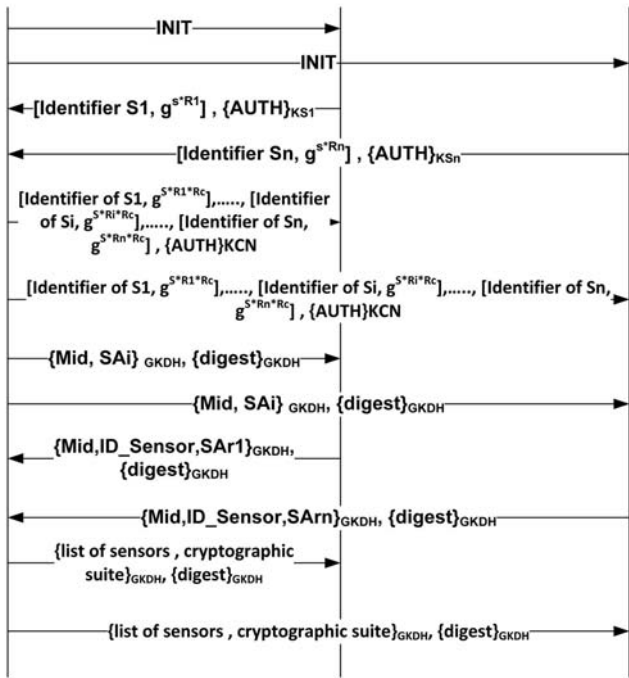 INIT
INIT
[Identifier S1, g^s*R1] , {AUTH}KS1
[Identifier Sn, g^s*Rn] , {AUTH}KSn
[Identifier of S1, g^S*R1*Rc],....., [Identifier
of Si, g^S*Ri*Rc],....., [Identifier of Sn,
g^S*Rn*Rc] , {AUTH}KCN
[Identifier of S1, g^S*R1*Rc],....., [Identifier of Si, g^S*Ri*Rc],....., [Identifier of Sn,
g^S*Rn*Rc] , {AUTH}KCN
{Mid, SAi} GKDH, {digest}GKDH
{Mid, SAi} GKDH, {digest}GKDH
{Mid,ID_Sensor,SAr1}GKDH,
{digest}GKDH
{Mid,ID_Sensor,SArn}GKDH, {digest}GKDH
{list of sensors , cryptographic
suite}GKDH, {digest}GKDH
{list of sensors , cryptographic suite}GKDH, {digest}GKDH